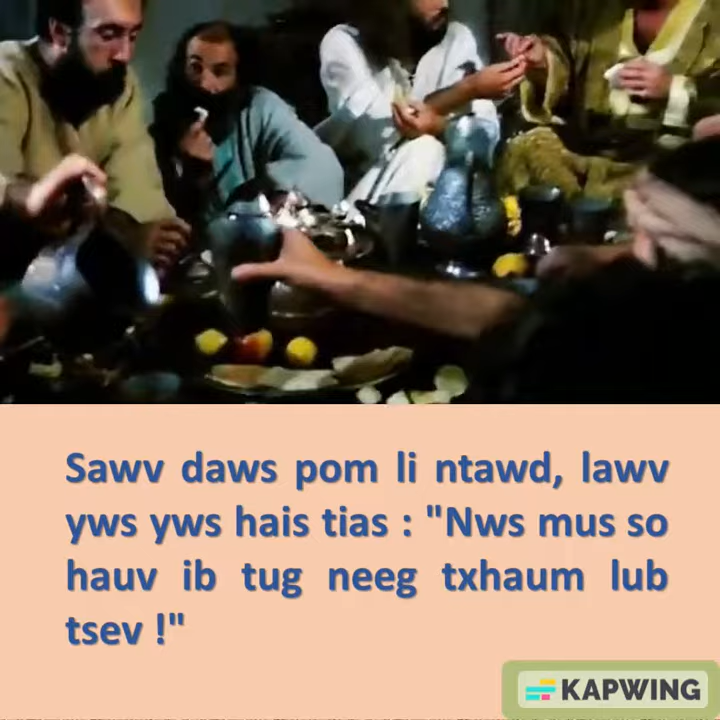 Sawv daws pom li ntawd, lawv
yws yws hais tias : "Nws mus so
hauv ib tug neeg txhaum lub
tsev !"
KAPWING